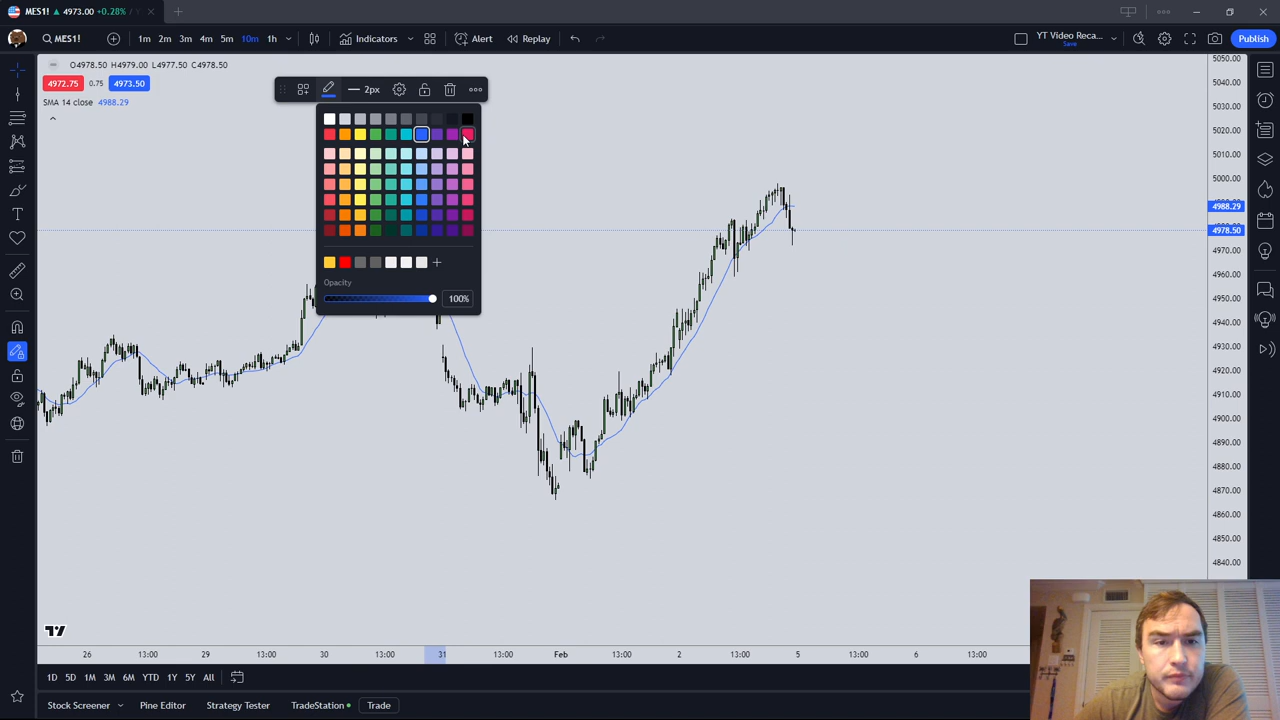 MES1! 4973.00 +0.28%
MES1! 1m 2m 3m 4m 5m 10m 1h Indicators Alert Replay YT Video Reca... Save Publish
O4978.50 H4979.00 L4977.50 C4978.50
4972.75 0.75 4973.50
SMA 14 close 4988.29
2px
Opacity
100%
5050.00
5040.00
5030.00
5020.00
5010.00
5000.00
4988.29
4978.50
4970.00
4960.00
4950.00
4940.00
4930.00
4920.00
4910.00
4900.00
4890.00
4880.00
4870.00
4860.00
4850.00
4840.00
26 13:00 29 13:00 30 13:00 31 13:00 Feb 13:00 2 13:00 5 13:00 6 13:00
1D 5D 1M 3M 6M YTD 1Y 5Y All
Stock Screener Pine Editor Strategy Tester TradeStation Trade